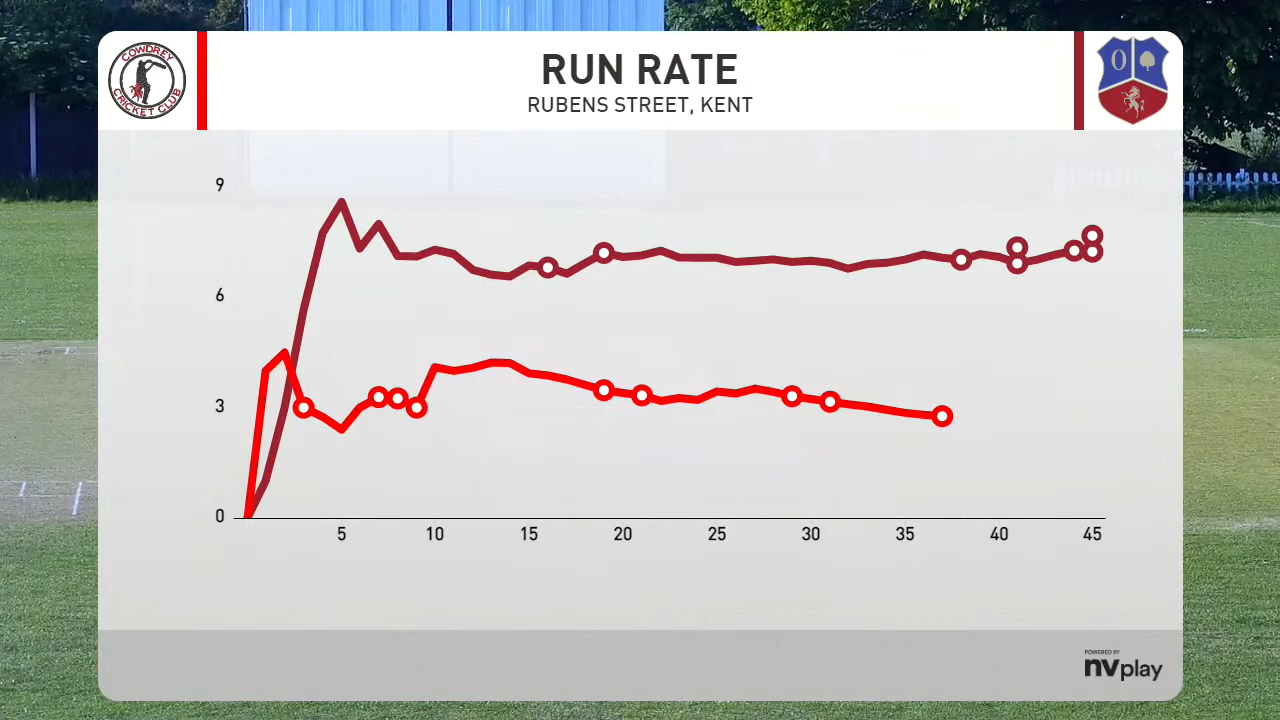 COWDREY
CRICKET CLUB
RUN RATE
RUBENS STREET, KENT
9
6
3
0
5 10 15 20 25 30 35 40 45
POWERED BY
nvplay